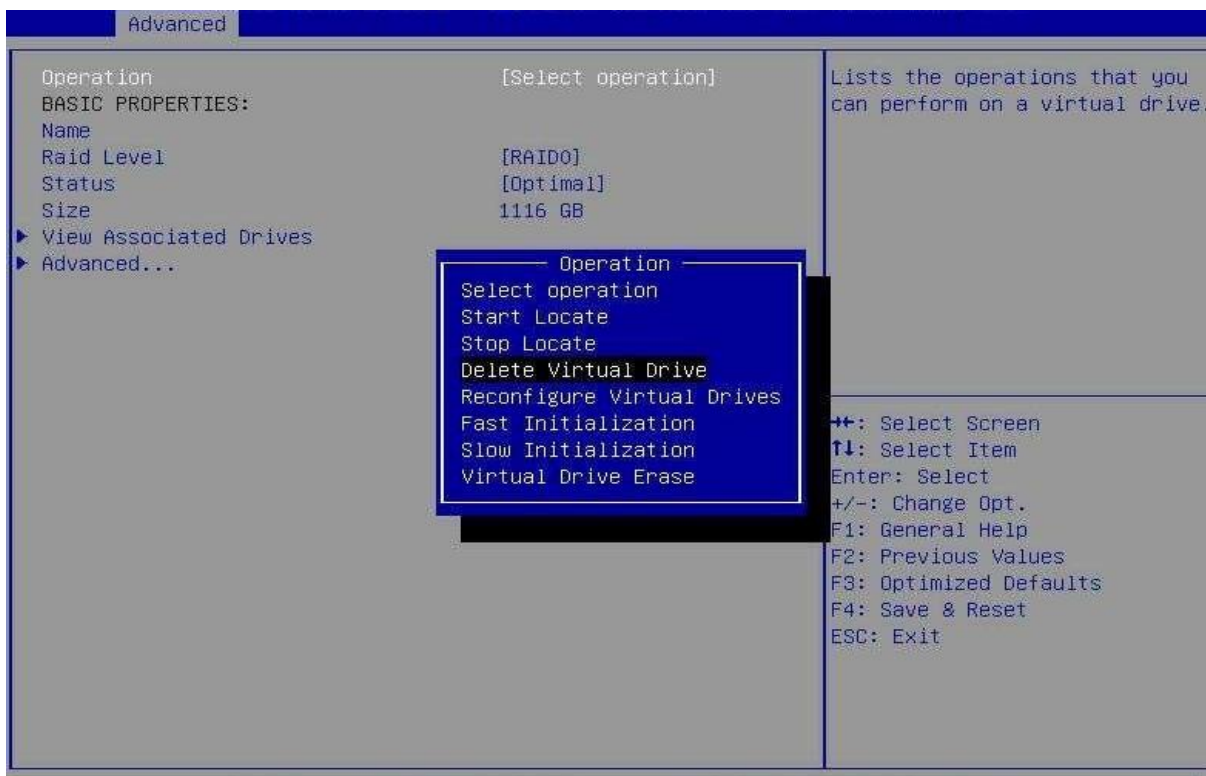 Advanced
Operation [Select operation]
BASIC PROPERTIES:
Name
Raid Level [RAID0]
Status [Optimal]
Size 1116 GB
View Associated Drives
Advanced...
Lists the operations that you
can perform on a virtual drive.
Operation
Select operation
Start Locate
Stop Locate
Delete Virtual Drive
Reconfigure Virtual Drives
Fast Initialization
Slow Initialization
Virtual Drive Erase
→←: Select Screen
↑↓: Select Item
Enter: Select
+/-: Change Opt.
F1: General Help
F2: Previous Values
F3: Optimized Defaults
F4: Save & Reset
ESC: Exit